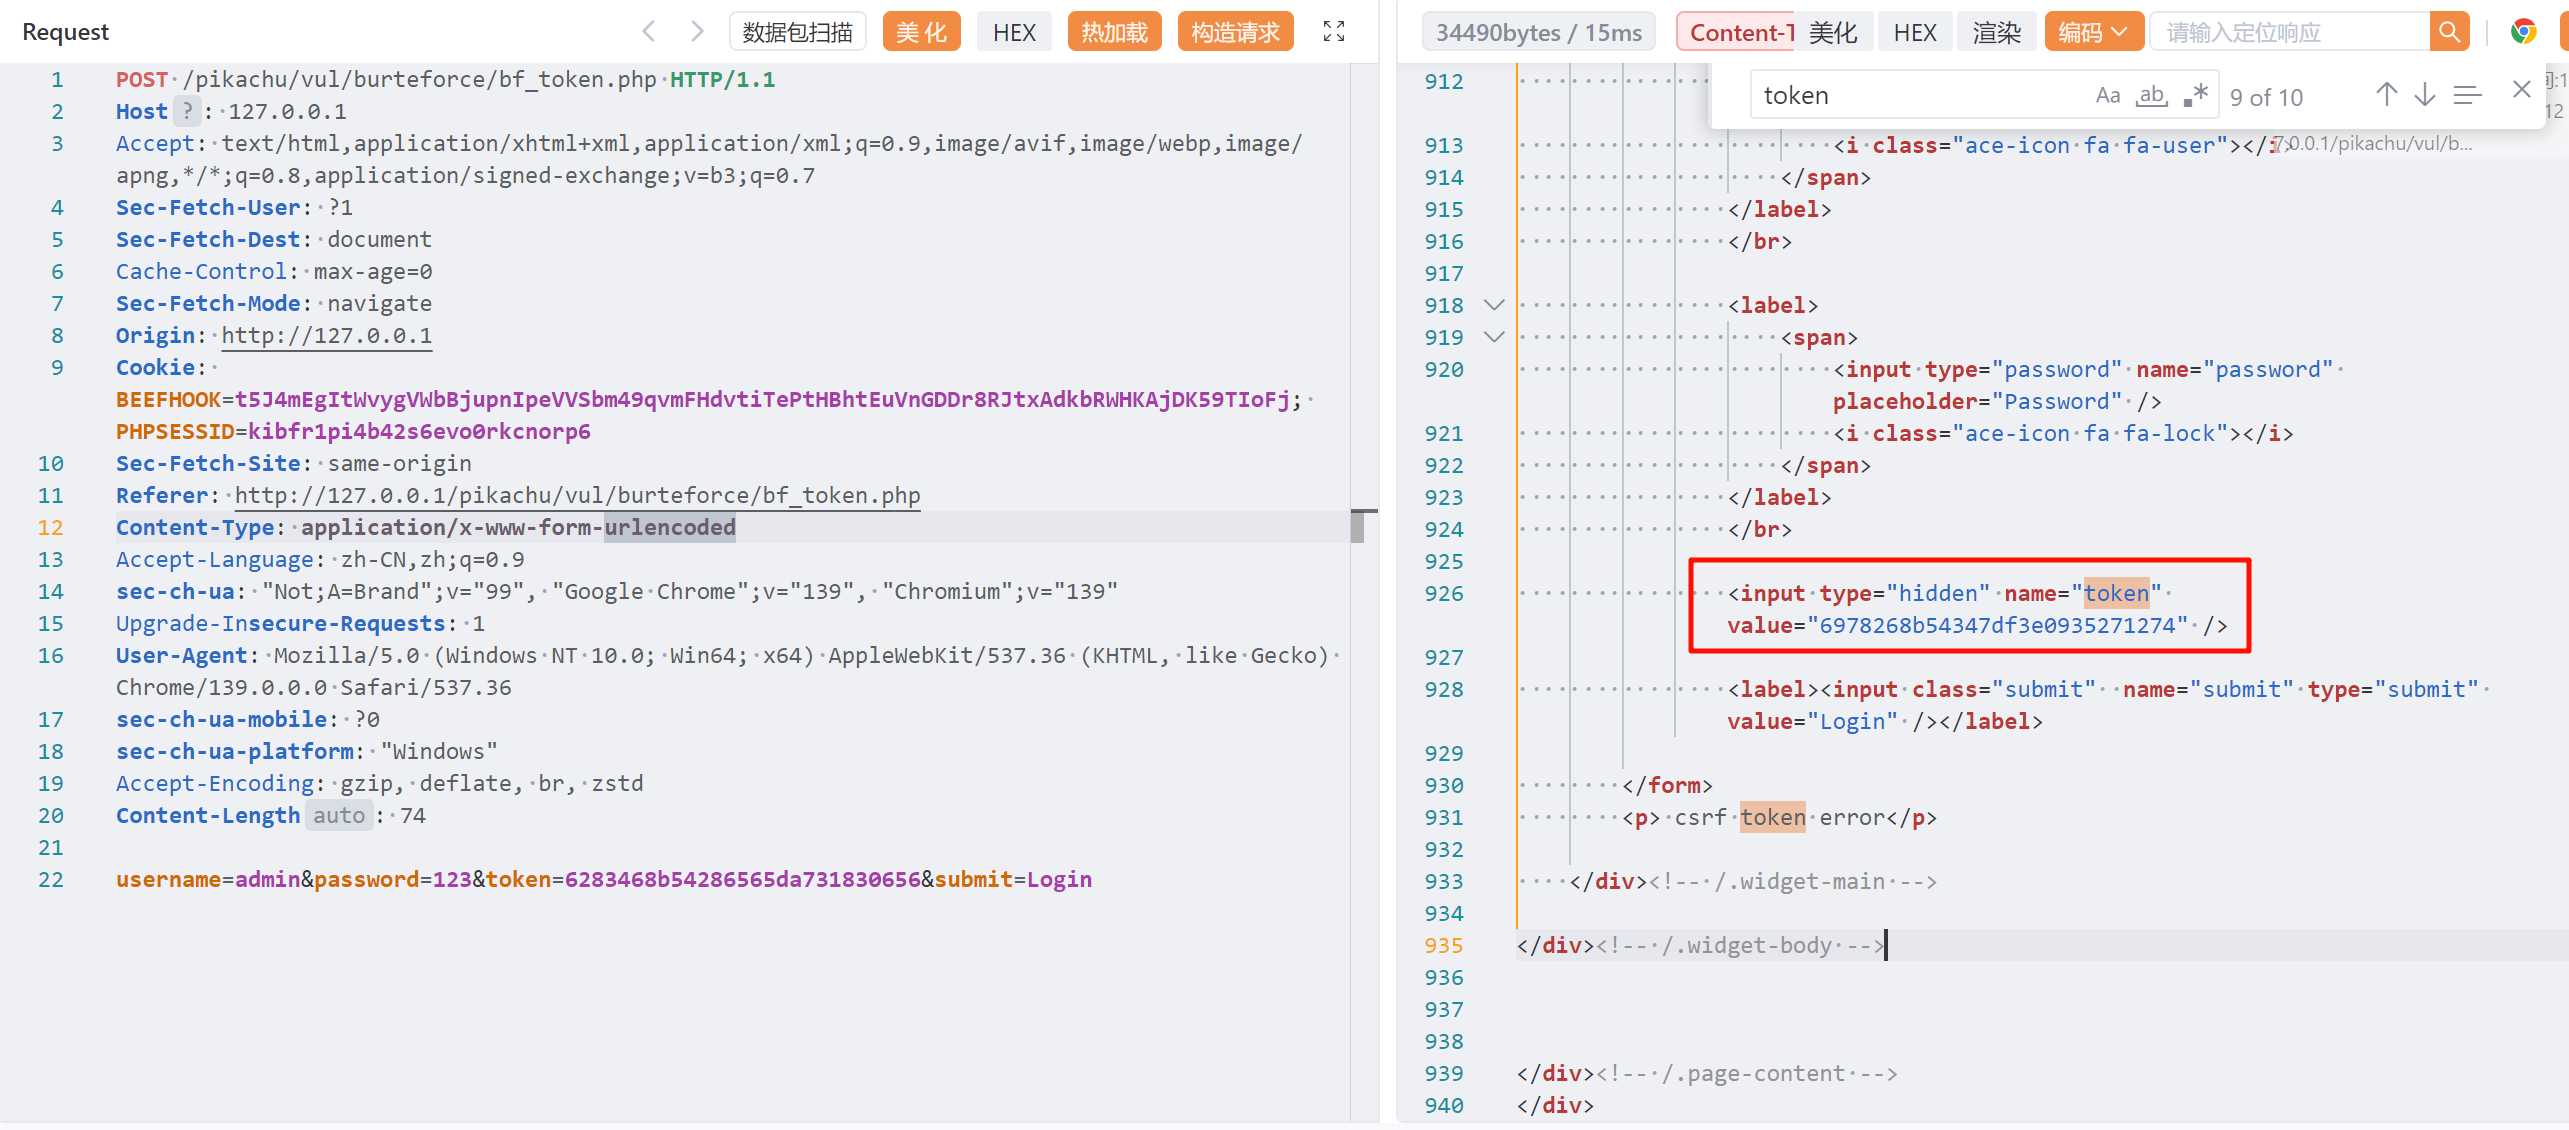 Request
数据包扫描
美 化
HEX
热加载
构造请求
1 POST /pikachu/vul/burteforce/bf_token.php HTTP/1.1
2 Host ? : 127.0.0.1
3 Accept: text/html,application/xhtml+xml,application/xml;q=0.9,image/avif,image/webp,image/
apng,*/*;q=0.8,application/signed-exchange;v=b3;q=0.7
4 Sec-Fetch-User: ?1
5 Sec-Fetch-Dest: document
6 Cache-Control: max-age=0
7 Sec-Fetch-Mode: navigate
8 Origin: http://127.0.0.1
9 Cookie:
BEEFHOOK=t5J4mEgItWvygVWbBjupnIpeVVSbm49qvmFHdvtiTePtHBhtEuVnGDDr8RJtxAdkbRWHKAjDK59TIoFj;
PHPSESSID=kibfr1pi4b42s6evo0rkcnorp6
10 Sec-Fetch-Site: same-origin
11 Referer: http://127.0.0.1/pikachu/vul/burteforce/bf_token.php
12 Content-Type: application/x-www-form-urlencoded
13 Accept-Language: zh-CN,zh;q=0.9
14 sec-ch-ua: "Not;A=Brand";v="99", "Google Chrome";v="139", "Chromium";v="139"
15 Upgrade-Insecure-Requests: 1
16 User-Agent: Mozilla/5.0 (Windows NT 10.0; Win64; x64) AppleWebKit/537.36 (KHTML, like Gecko)
Chrome/139.0.0.0 Safari/537.36
17 sec-ch-ua-mobile: ?0
18 sec-ch-ua-platform: "Windows"
19 Accept-Encoding: gzip, deflate, br, zstd
20 Content-Length auto : 74
21
22 username=admin&password=123&token=6283468b54286565da731830656&submit=Login
34490bytes / 15ms
Content-T
美化
HEX
渲染
编码
请输入定位响应
token
Aa ab .* 9 of 10
间:1
12
7.0.0.1/pikachu/vul/b...
912
913 <i class="ace-icon fa fa-user"></i>
914 </span>
915 </label>
916 </br>
917
918 <label>
919 <span>
920 <input type="password" name="password"
placeholder="Password" />
921 <i class="ace-icon fa fa-lock"></i>
922 </span>
923 </label>
924 </br>
925
926 <input type="hidden" name="token"
value="6978268b54347df3e0935271274" />
927
928 <label><input class="submit" name="submit" type="submit"
value="Login" /></label>
929
930 </form>
931 <p> csrf token error</p>
932
933 </div><!-- /.widget-main -->
934
935 </div><!-- /.widget-body -->
936
937
938
939 </div><!-- /.page-content -->
940 </div>